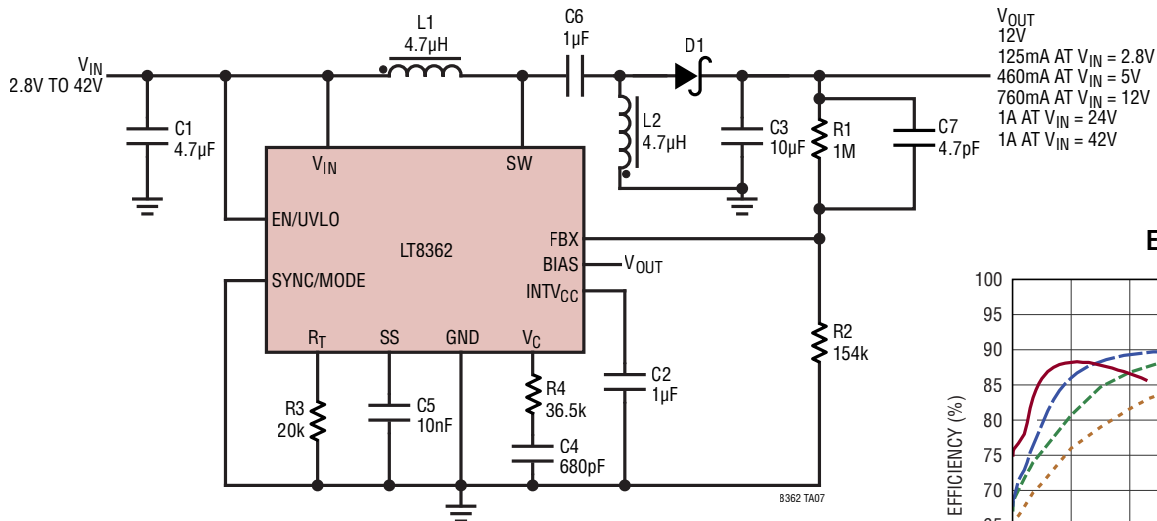 VIN
2.8V TO 42V
C1
4.7µF
L1
4.7µH
C6
1µF
D1
L2
4.7µH
C3
10µF
R1
1M
C7
4.7pF
VOUT
12V
125mA AT VIN = 2.8V
460mA AT VIN = 5V
760mA AT VIN = 12V
1A AT VIN = 24V
1A AT VIN = 42V
VIN
SW
EN/UVLO
LT8362
FBX
BIAS
VOUT
SYNC/MODE
INTVCC
RT
SS
GND
VC
R2
154k
C2
1µF
R3
20k
C5
10nF
R4
36.5k
C4
680pF
8362 TA07
E
EFFICIENCY (%)
100
95
90
85
80
75
70